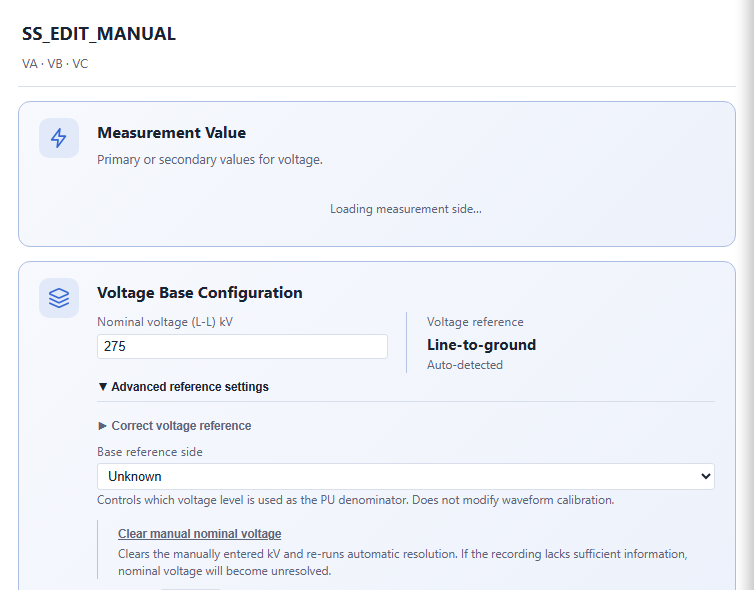 SS_EDIT_MANUAL
VA · VB · VC
Measurement Value
Primary or secondary values for voltage.
Loading measurement side...
Voltage Base Configuration
Nominal voltage (L-L) kV
275
Voltage reference
Line-to-ground
Auto-detected
▼ Advanced reference settings
▶ Correct voltage reference
Base reference side
Unknown
Controls which voltage level is used as the PU denominator. Does not modify waveform calibration.
Clear manual nominal voltage
Clears the manually entered kV and re-runs automatic resolution. If the recording lacks sufficient information,
nominal voltage will become unresolved.